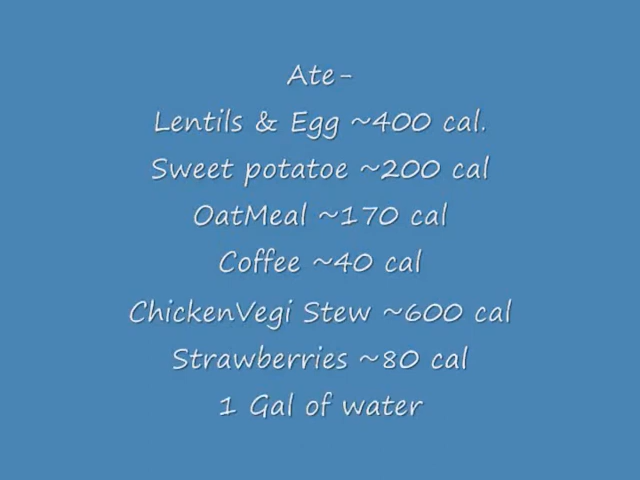 Ate-
Lentils & Egg ~400 cal.
Sweet potatoe ~200 cal
OatMeal ~170 cal
Coffee ~40 cal
ChickenVegi Stew ~600 cal
Strawberries ~80 cal
1 Gal of water